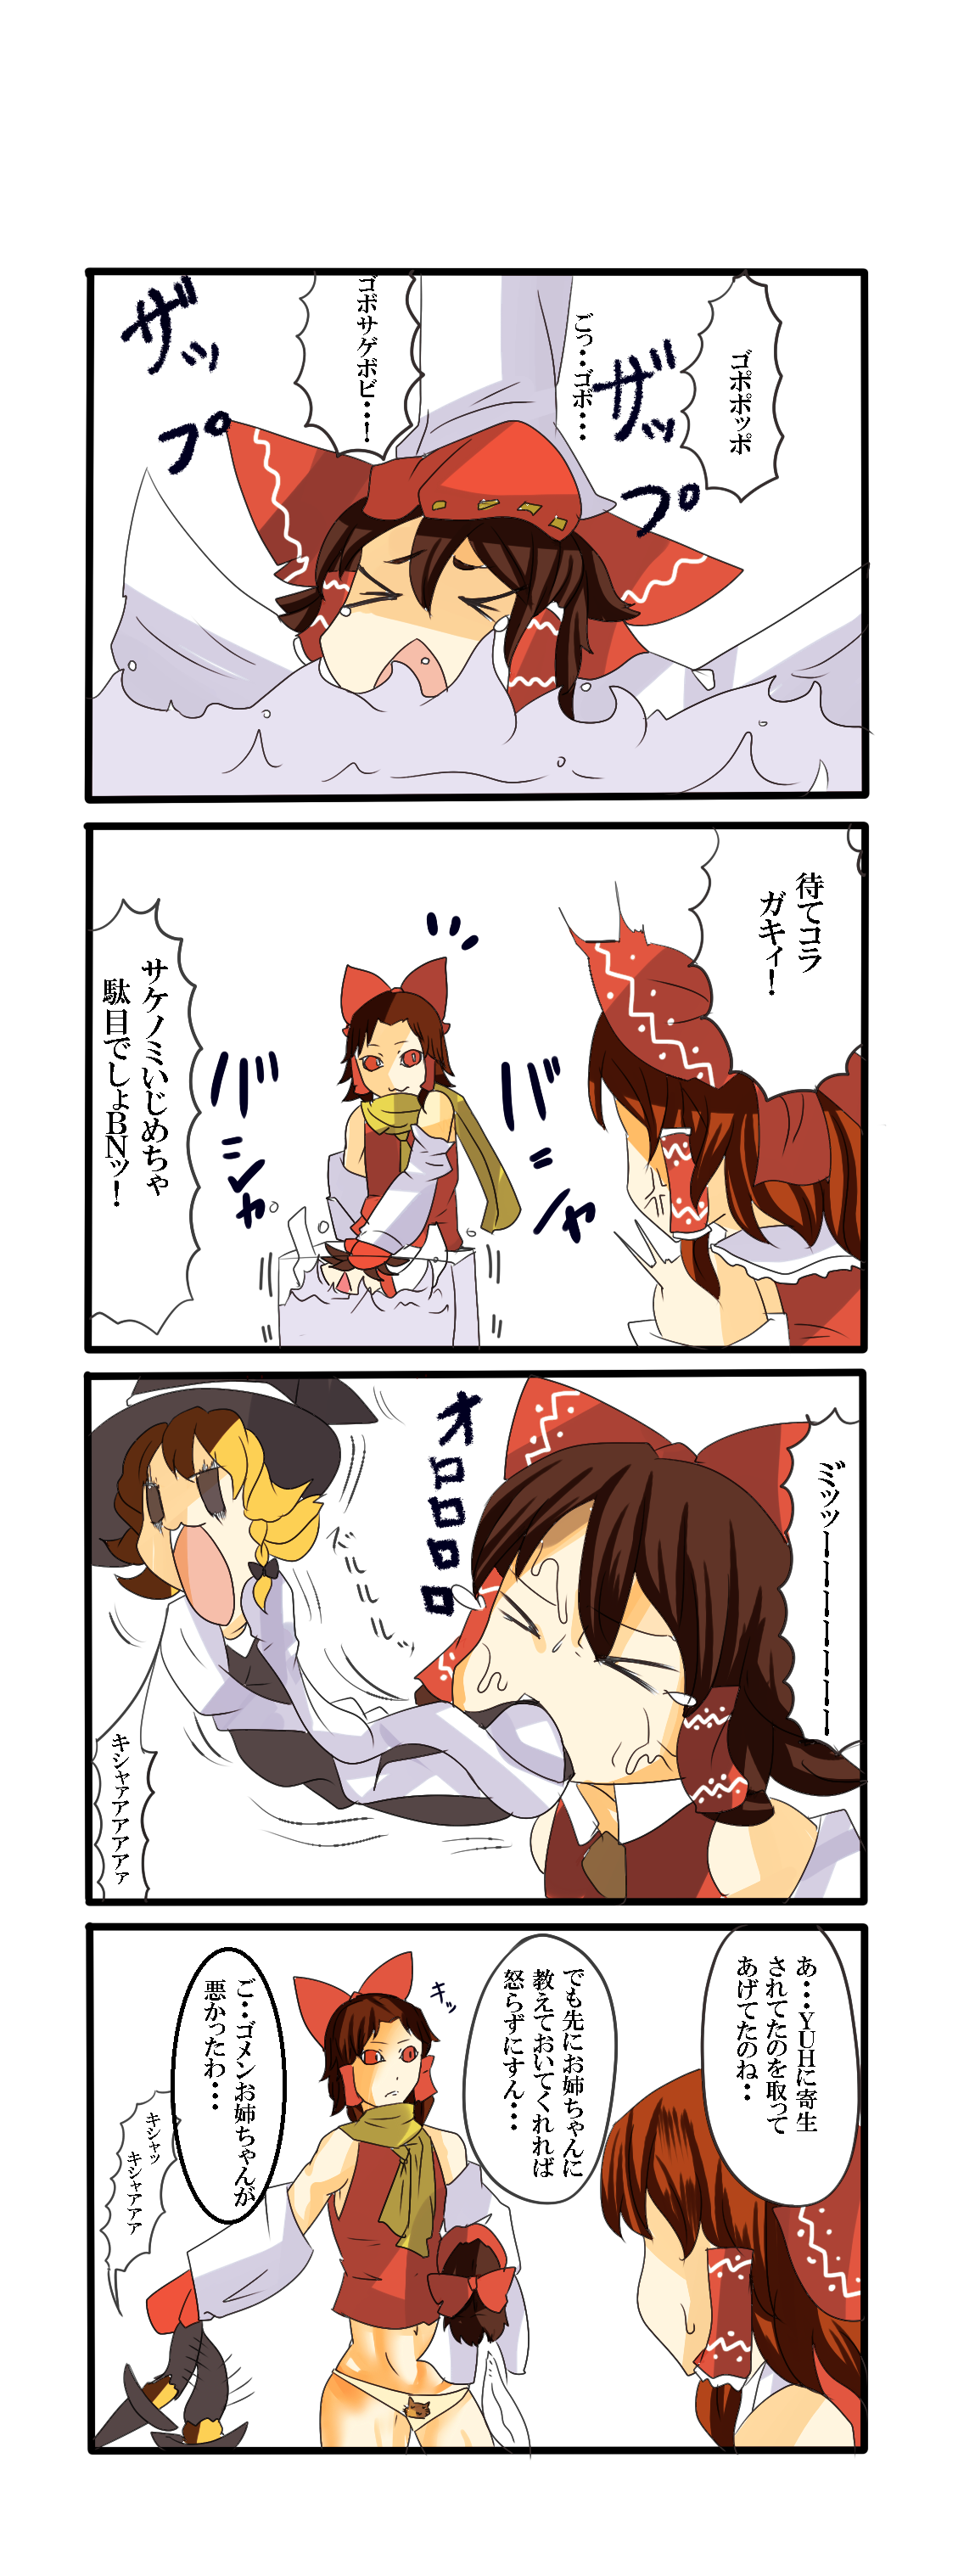 ゴポポッポ
ザッ
プ
ごっ・・ゴボ・・・
ゴボサゲボビ・・・！
ザッ
プ
待てコラ
ガキィ！
バシャ
バシャ
サケノミいじめちゃ
駄目でしょBNッ！
ミ゛ッツーーーーーーー
オロロロロ
ズルルルルッ
キシャァアアアアァ
あ・・・YUHに寄生
されてたのを取って
あげてたのね・・
でも先にお姉ちゃんに
教えておいてくれれば
怒らずにすん・・・
キッ
ご・・ゴメンお姉ちゃんが
悪かったわ・・・
キシャッ
キシャアアア